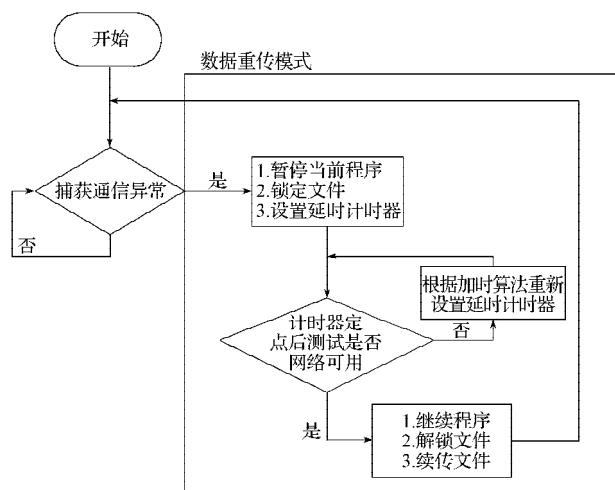 开始
数据重传模式
捕获通信异常
是
否
1.暂停当前程序
2.锁定文件
3.设置延时计时器
根据加时算法重新
设置延时计时器
计时器定
点后测试是否
网络可用
否
是
1.继续程序
2.解锁文件
3.续传文件